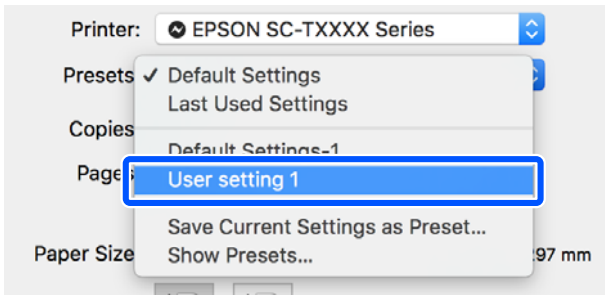 Printer: EPSON SC-TXXXX Series
Presets ✓ Default Settings
Last Used Settings
Copies
Default Settings-1
Pages
User setting 1
Save Current Settings as Preset...
Paper Size Show Presets... 297 mm